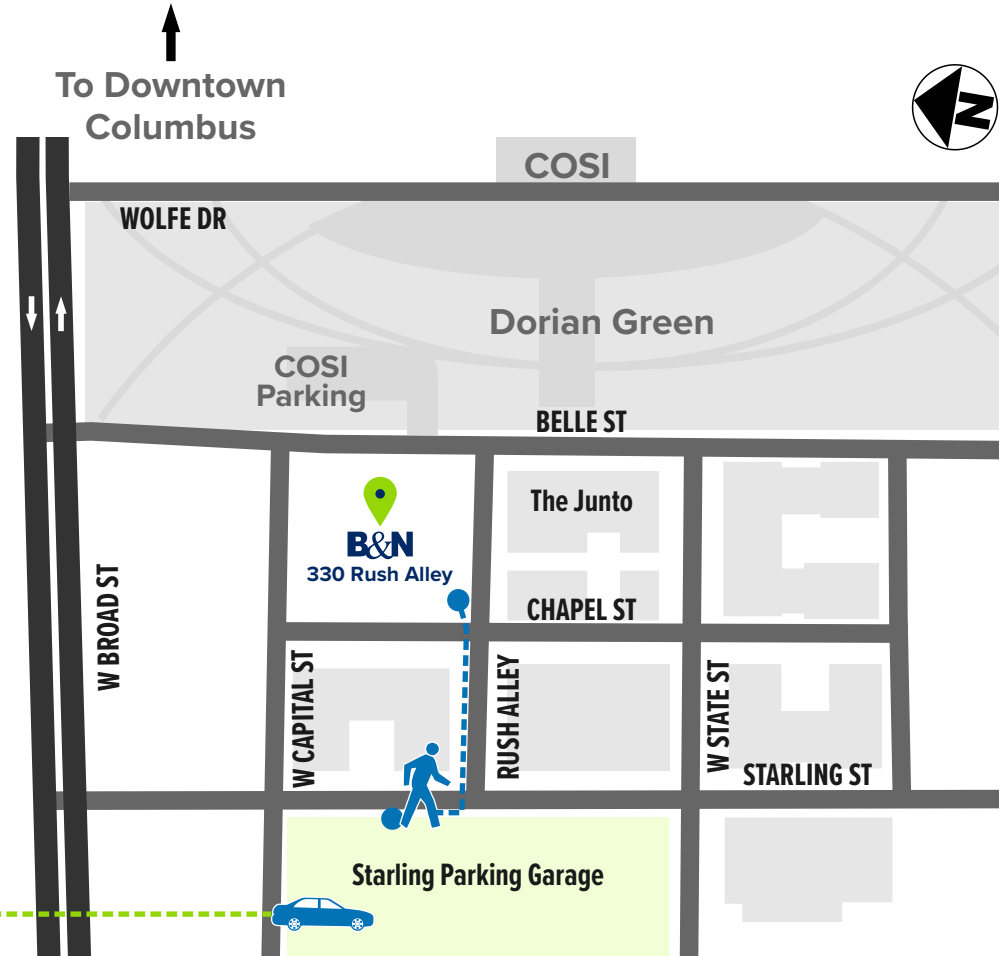 To Downtown
Columbus
N
COSI
WOLFE DR
Dorian Green
COSI
Parking
BELLE ST
The Junto
B&N
330 Rush Alley
CHAPEL ST
W BROAD ST
W CAPITAL ST
RUSH ALLEY
W STATE ST
STARLING ST
Starling Parking Garage